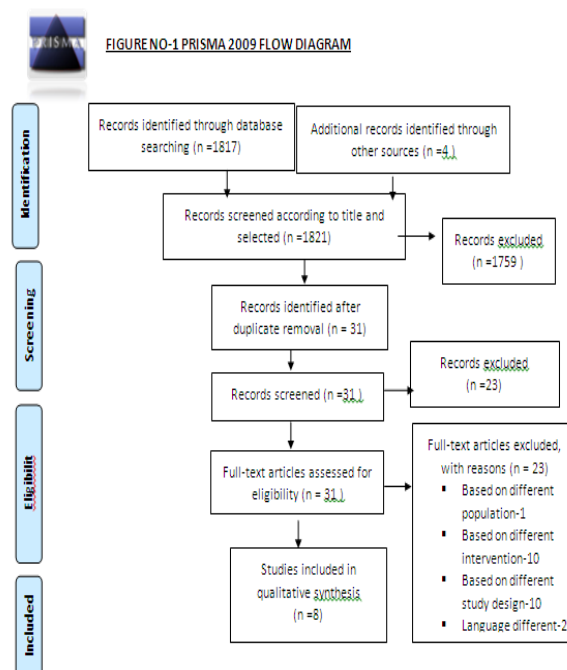 PRISMA
FIGURE NO-1 PRISMA 2009 FLOW DIAGRAM
Identification
Records identified through database
searching (n =1817)
Additional records identified through
other sources (n =4 )
Records screened according to title and
selected (n =1821)
Records excluded
(n =1759 )
Screening
Records identified after
duplicate removal (n = 31)
Records screened (n =31 )
Records excluded
(n =23)
Eligibilit
Full-text articles assessed for
eligibility (n = 31 )
Full-text articles excluded,
with reasons (n = 23)
▪ Based on different
population-1
▪ Based on different
intervention-10
▪ Based on different
study design-10
▪ Language different-2
Included
Studies included in
qualitative synthesis
(n =8)